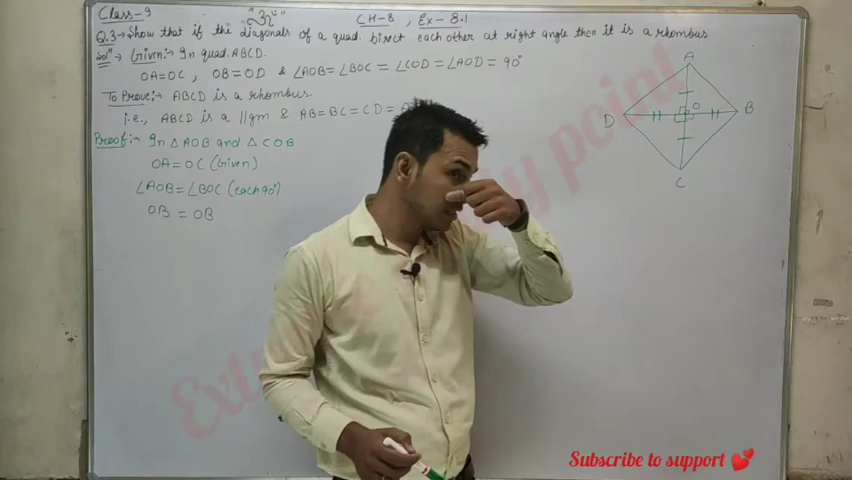 Class-9
CH-8, Ex-8.1
Q.3→ Show that if the diagonals of a quad. bisect each other at right angle then it is a rhombus
Solⁿ → Given:→ In quad. ABCD.
OA=OC, OB=OD & ∠AOB=∠BOC=∠COD=∠AOD=90°
To Prove:→ ABCD is a rhombus.
i.e., ABCD is a ||gm & AB=BC=CD=
Proof:→ In △AOB and △COB
OA=OC (Given)
∠AOB=∠BOC (each 90°)
OB=OB
A
D
O
B
C
point
Subscribe to support 💕